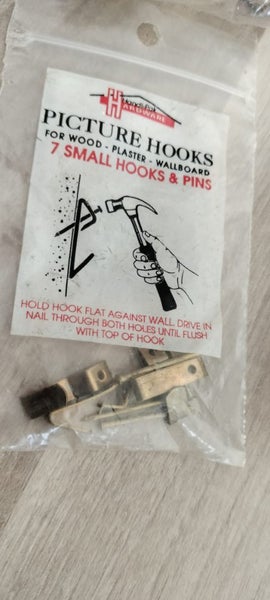 HARDWARE
PICTURE HOOKS
FOR WOOD - PLASTER - WALLBOARD
7 SMALL HOOKS & PINS
HOLD HOOK FLAT AGAINST WALL. DRIVE IN
NAIL THROUGH BOTH HOLES UNTIL FLUSH
WITH TOP OF HOOK